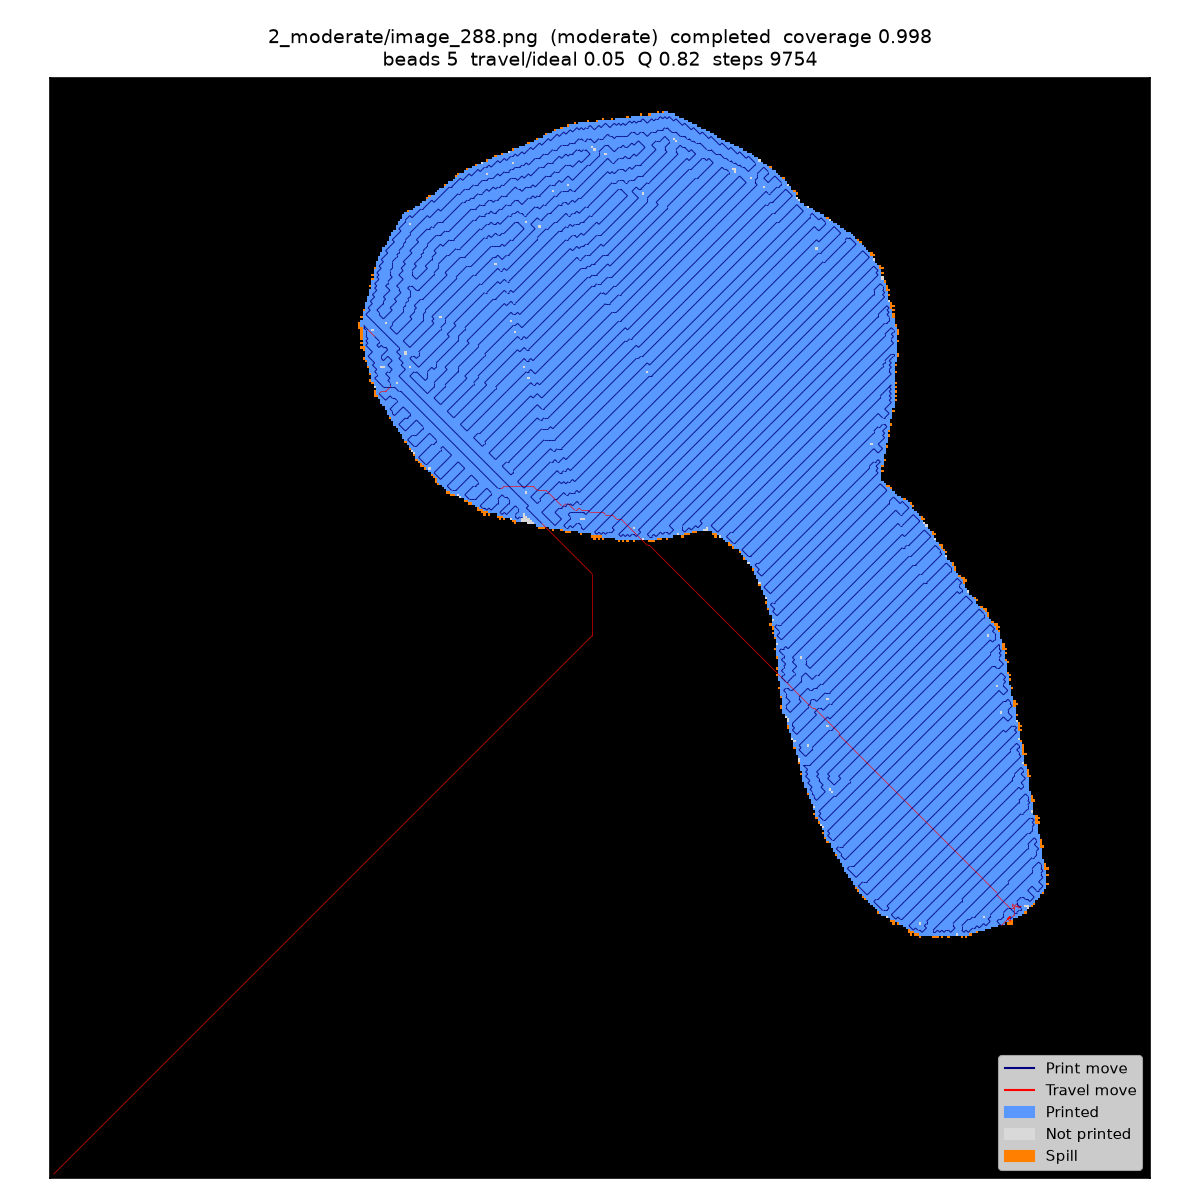 2_moderate/image_288.png  (moderate)  completed  coverage 0.998
beads 5  travel/ideal 0.05  Q 0.82  steps 9754
Print move
Travel move
Printed
Not printed
Spill